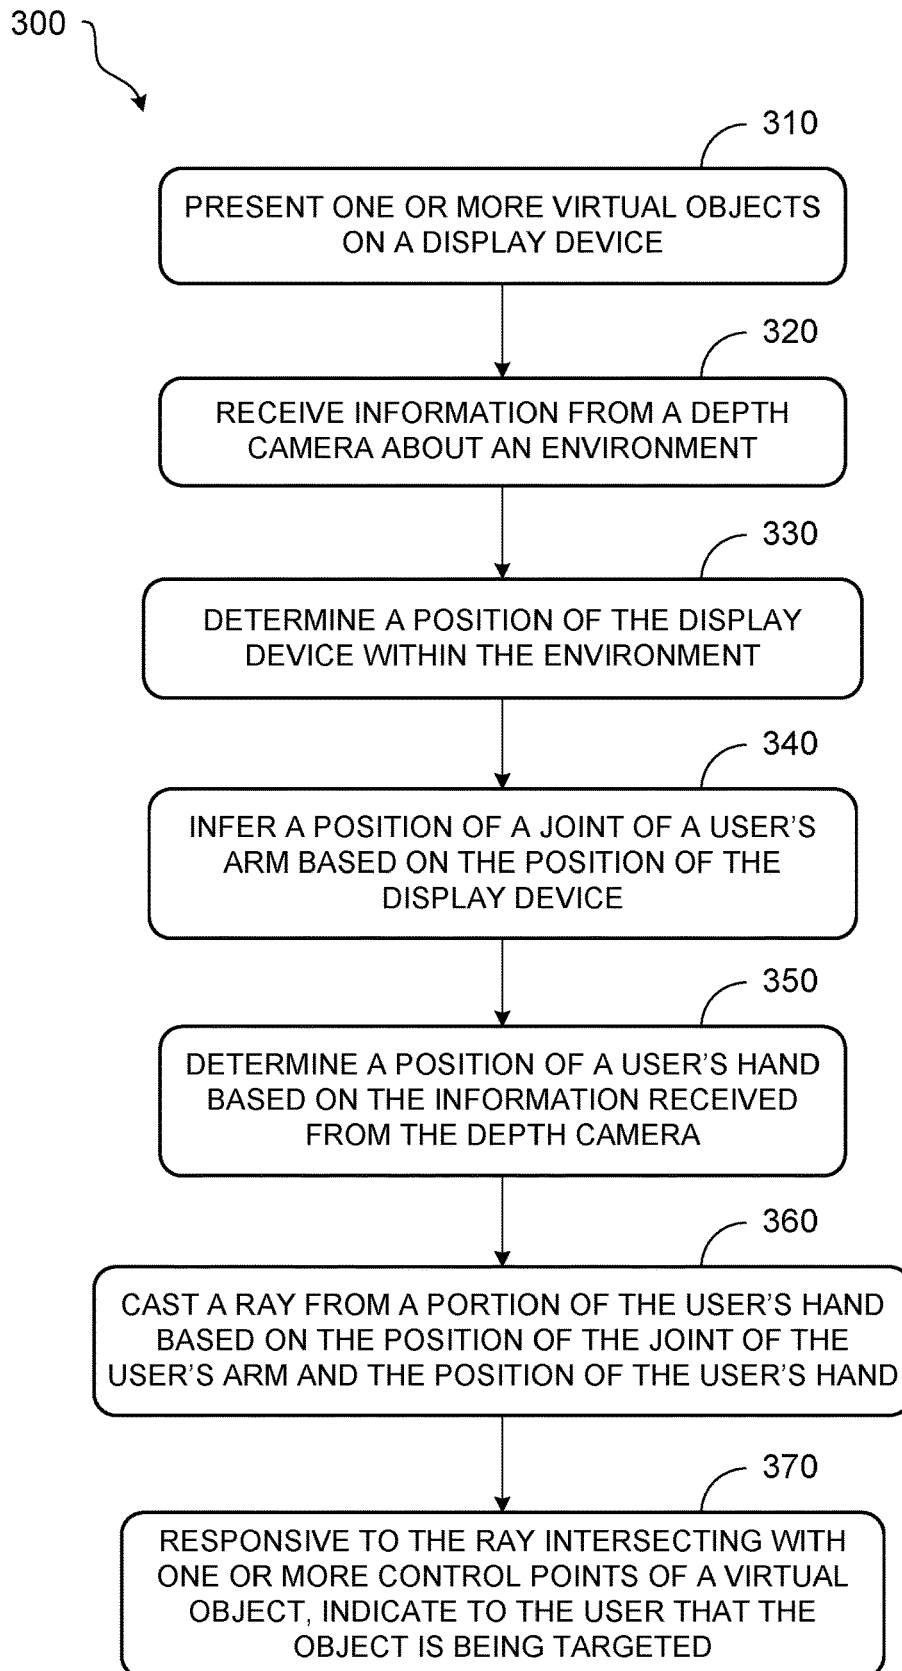 300
310
PRESENT ONE OR MORE VIRTUAL OBJECTS
ON A DISPLAY DEVICE
320
RECEIVE INFORMATION FROM A DEPTH
CAMERA ABOUT AN ENVIRONMENT
330
DETERMINE A POSITION OF THE DISPLAY
DEVICE WITHIN THE ENVIRONMENT
340
INFER A POSITION OF A JOINT OF A USER'S
ARM BASED ON THE POSITION OF THE
DISPLAY DEVICE
350
DETERMINE A POSITION OF A USER'S HAND
BASED ON THE INFORMATION RECEIVED
FROM THE DEPTH CAMERA
360
CAST A RAY FROM A PORTION OF THE USER'S HAND
BASED ON THE POSITION OF THE JOINT OF THE
USER'S ARM AND THE POSITION OF THE USER'S HAND
370
RESPONSIVE TO THE RAY INTERSECTING WITH
ONE OR MORE CONTROL POINTS OF A VIRTUAL
OBJECT, INDICATE TO THE USER THAT THE
OBJECT IS BEING TARGETED